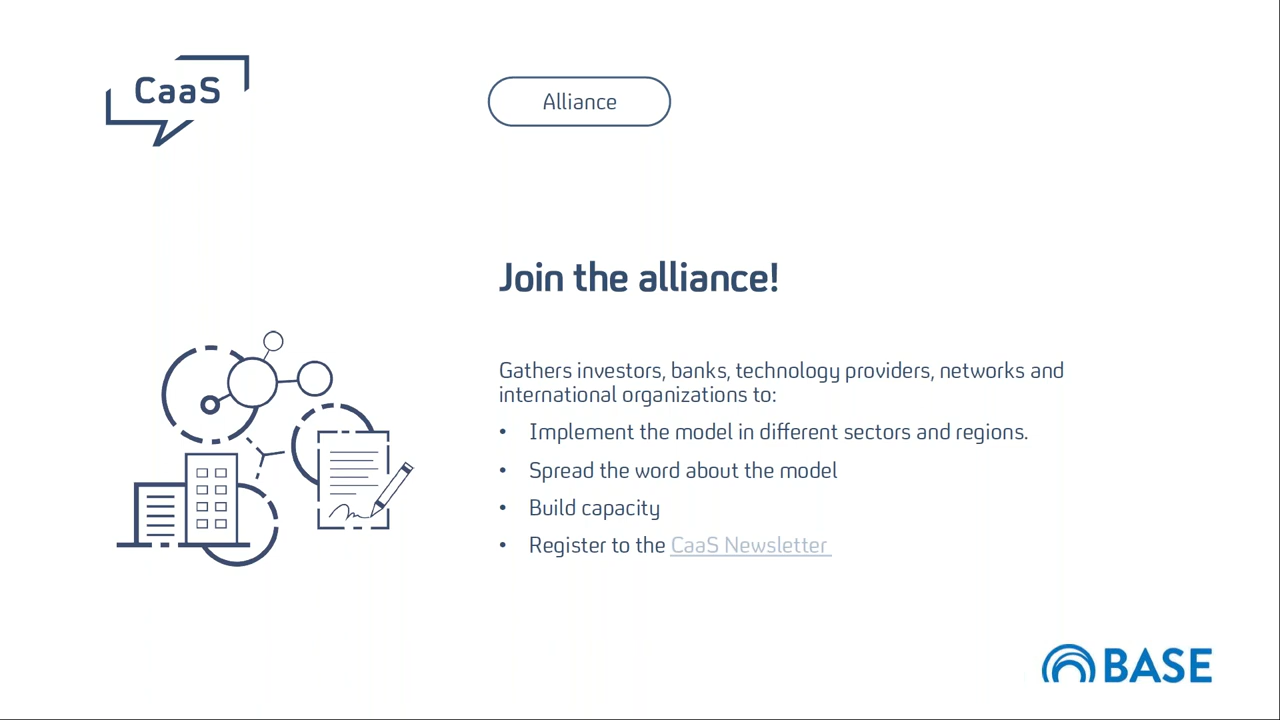 CaaS
Alliance
Join the alliance!
Gathers investors, banks, technology providers, networks and
international organizations to:
• Implement the model in different sectors and regions.
• Spread the word about the model
• Build capacity
• Register to the CaaS Newsletter
BASE